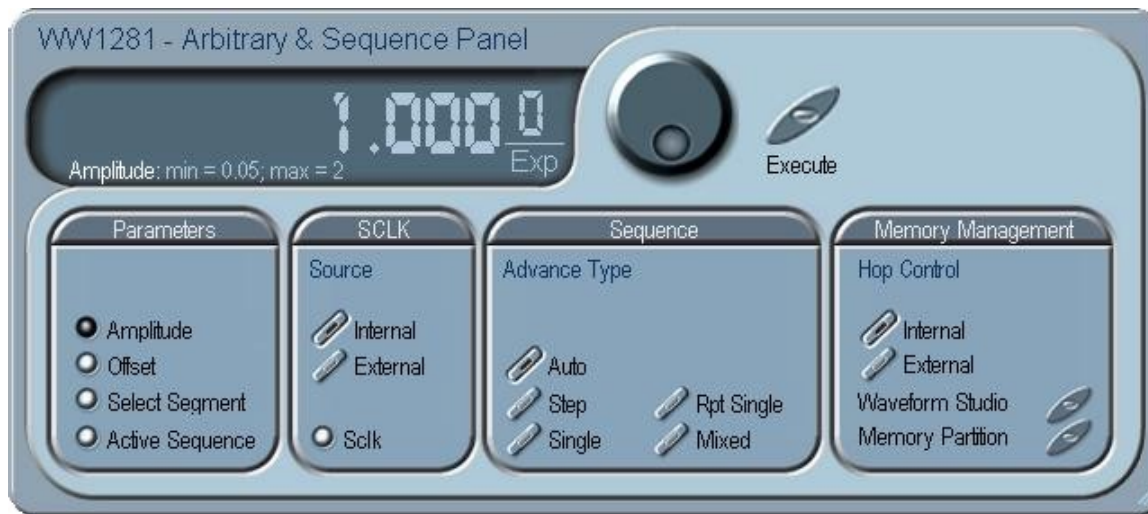 WW1281 - Arbitrary & Sequence Panel
1.000 0
Exp
Amplitude: min = 0.05; max = 2
Execute
Parameters
Amplitude
Offset
Select Segment
Active Sequence
SCLK
Source
Internal
External
Sclk
Sequence
Advance Type
Auto
Step
Single
Rpt Single
Mixed
Memory Management
Hop Control
Internal
External
Waveform Studio
Memory Partition